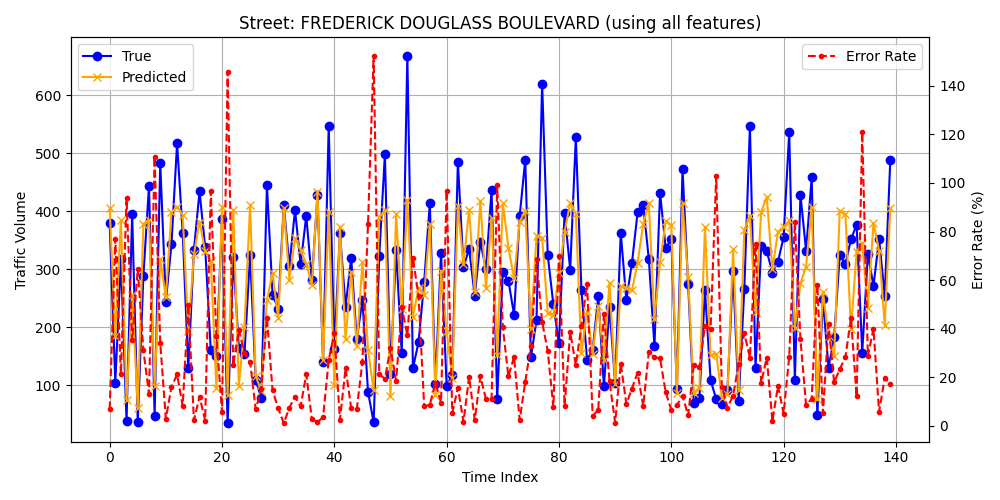 Street: FREDERICK DOUGLASS BOULEVARD (using all features)
True
Predicted
Error Rate
Traffic Volume
600
500
400
300
200
100
140
120
100
80
60
40
20
0
Error Rate (%)
0 20 40 60 80 100 120 140
Time Index